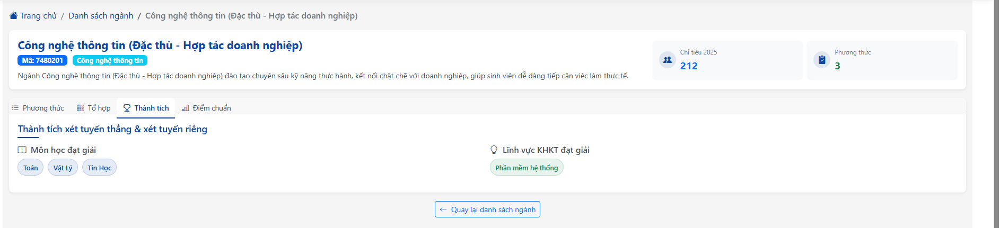 Trang chủ / Danh sách ngành / Công nghệ thông tin (Đặc thù - Hợp tác doanh nghiệp)
Công nghệ thông tin (Đặc thù - Hợp tác doanh nghiệp)
Mã: 7480201 Công nghệ thông tin
Ngành Công nghệ thông tin (Đặc thù - Hợp tác doanh nghiệp) đào tạo chuyên sâu kỹ năng thực hành, kết nối chặt chẽ với doanh nghiệp, giúp sinh viên dễ dàng tiếp cận việc làm thực tế.
Chỉ tiêu 2025
212
Phương thức
3
Phương thức Tổ hợp Thành tích Điểm chuẩn
Thành tích xét tuyển thẳng & xét tuyển riêng
Môn học đạt giải
Toán Vật Lý Tin Học
Lĩnh vực KHKT đạt giải
Phần mềm hệ thống
← Quay lại danh sách ngành